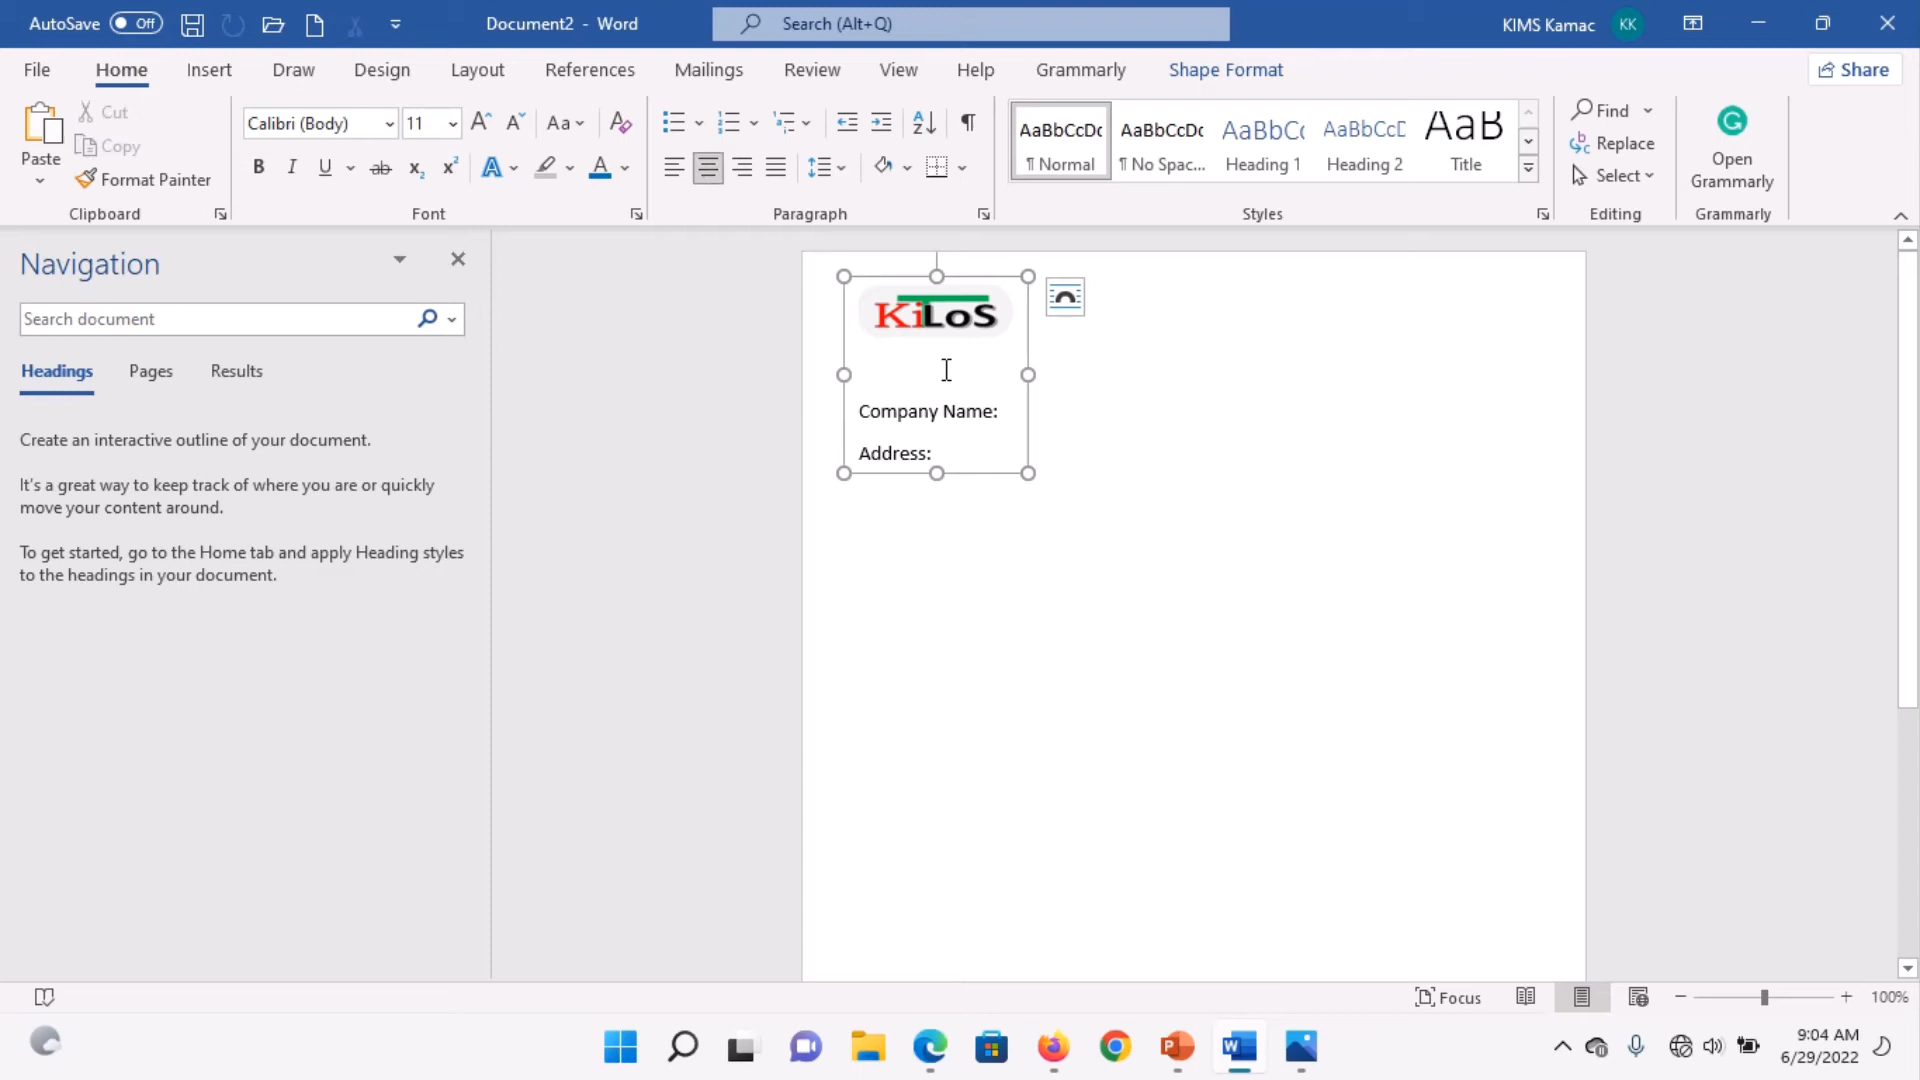 AutoSave Off Document2 - Word Search (Alt+Q) KIMS Kamac KK
File Home Insert Draw Design Layout References Mailings Review View Help Grammarly Shape Format Share
Paste
Cut
Copy
Format Painter
Clipboard
Calibri (Body) 11 Aa
B I U ab x₂ x² A A
Font
Paragraph
AaBbCcDc AaBbCcDc AaBbCc AaBbCcD AaB
¶ Normal ¶ No Spac... Heading 1 Heading 2 Title
Styles
Find
Replace
Select
Editing
Open
Grammarly
Grammarly
Navigation
Search document
Headings Pages Results
Create an interactive outline of your document.
It's a great way to keep track of where you are or quickly
move your content around.
To get started, go to the Home tab and apply Heading styles
to the headings in your document.
KiLoS
Company Name:
Address:
Focus 100%
9:04 AM
6/29/2022